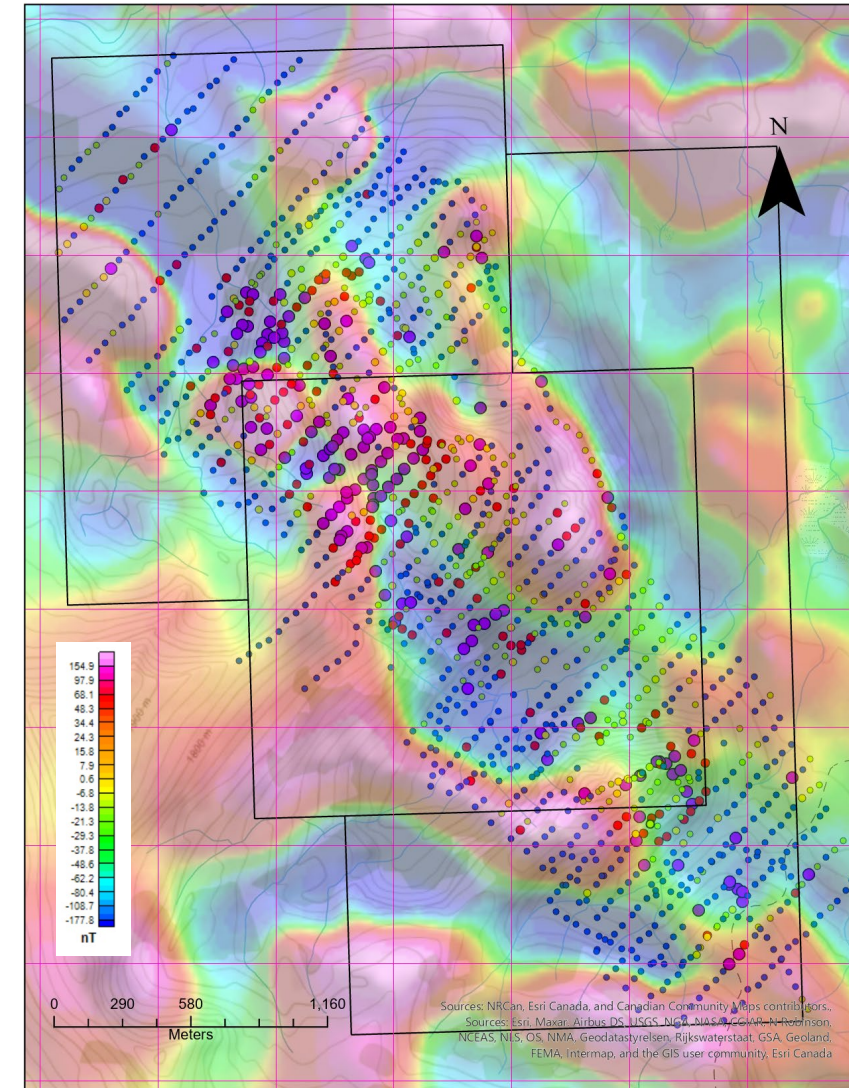 N
1600 m
154.9
97.9
68.1
48.3
34.4
24.3
15.8
7.9
0.6
-6.8
-13.8
-21.3
-29.3
-37.8
-48.6
-62.2
-80.4
-108.7
-177.8
nT
0 290 580 1,160
Meters
Sources: NRCan, Esri Canada, and Canadian Community Maps contributors.,
Sources: Esri, Maxar, Airbus DS, USGS, NGA, NASA, CGIAR, N Robinson,
NCEAS, NLS, OS, NMA, Geodatastyrelsen, Rijkswaterstaat, GSA, Geoland,
FEMA, Intermap, and the GIS user community, Esri Canada